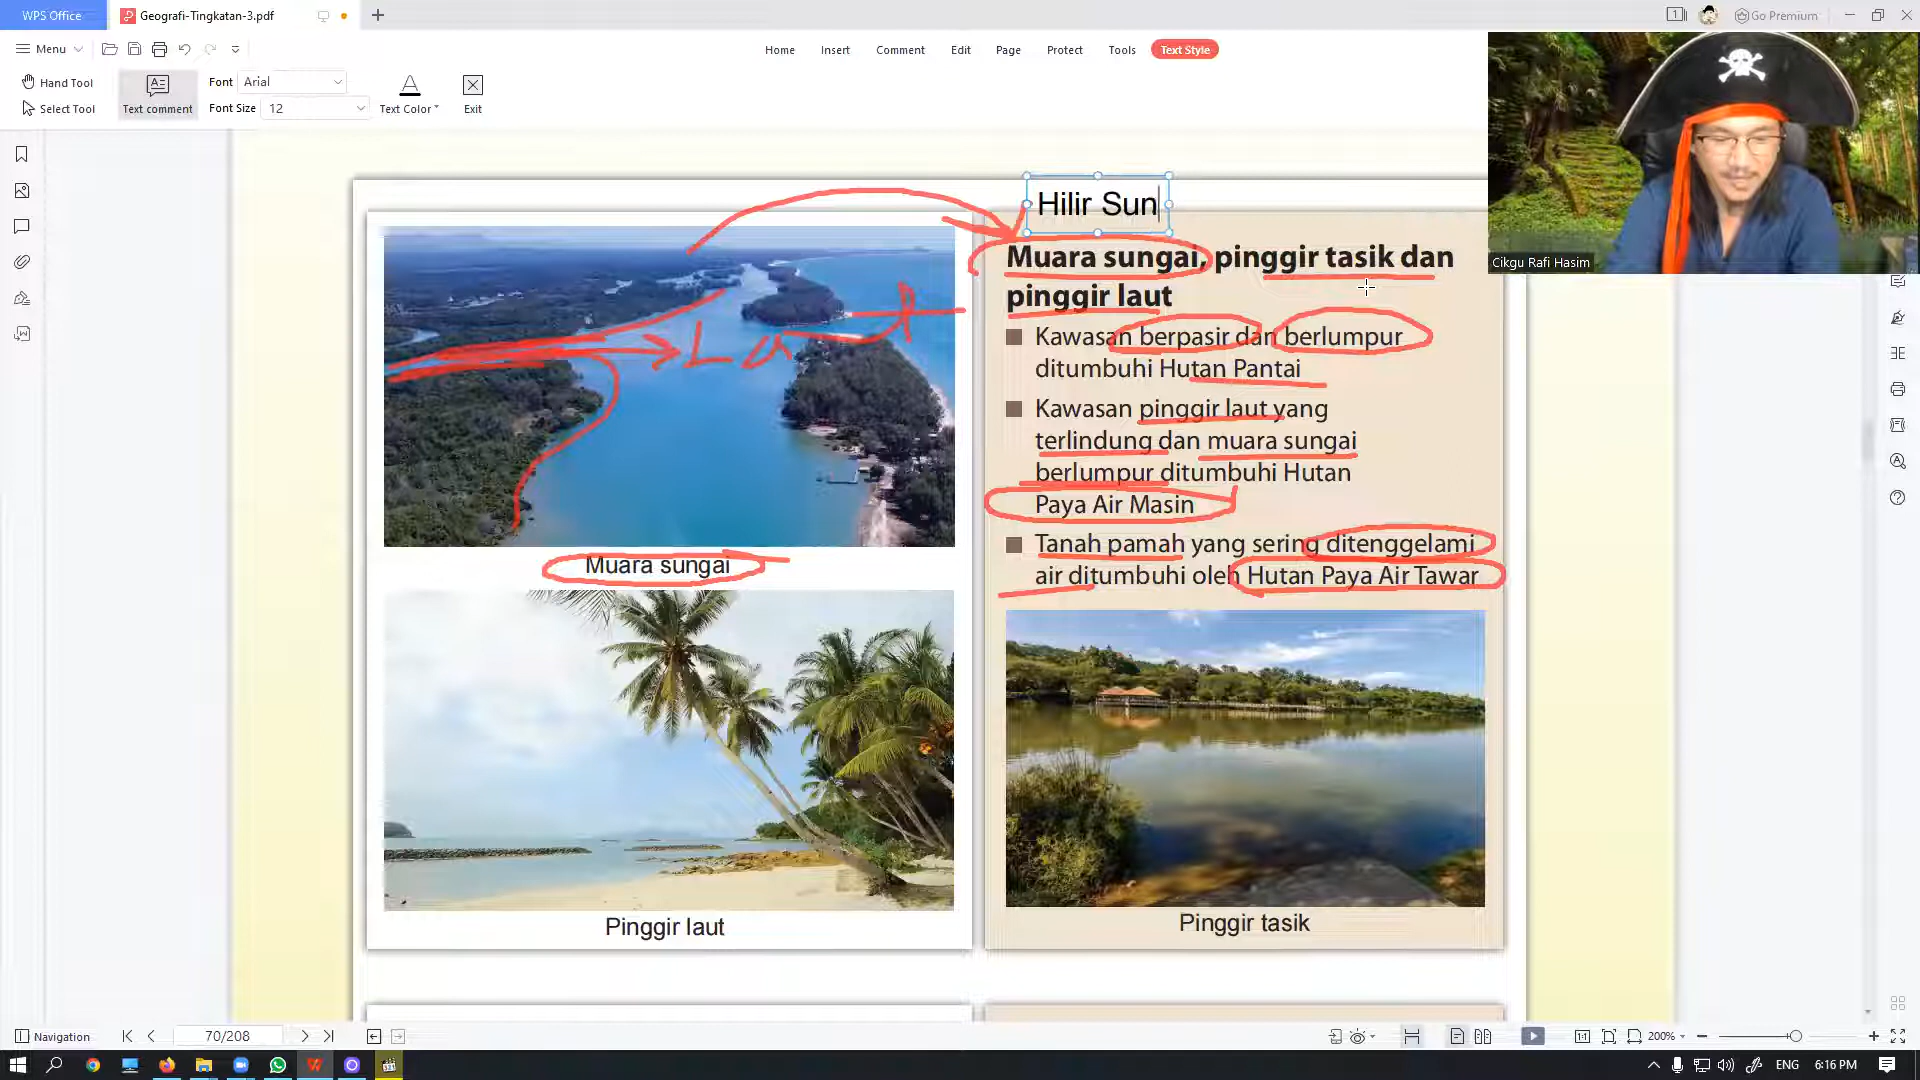 WPS Office
Geografi-Tingkatan-3.pdf
1
Go Premium
Menu
Home Insert Comment Edit Page Protect Tools Text Style
Hand Tool
Select Tool
Text comment
Font Arial
Font Size 12
Text Color
Exit
Cikgu Rafi Hasim
Hilir Sun
Laut
Muara sungai
Pinggir laut
Muara sungai, pinggir tasik dan
pinggir laut
Kawasan berpasir dan berlumpur
ditumbuhi Hutan Pantai
Kawasan pinggir laut yang
terlindung dan muara sungai
berlumpur ditumbuhi Hutan
Paya Air Masin
Tanah pamah yang sering ditenggelami
air ditumbuhi oleh Hutan Paya Air Tawar
Pinggir tasik
Navigation
70/208
200%
ENG
6:16 PM